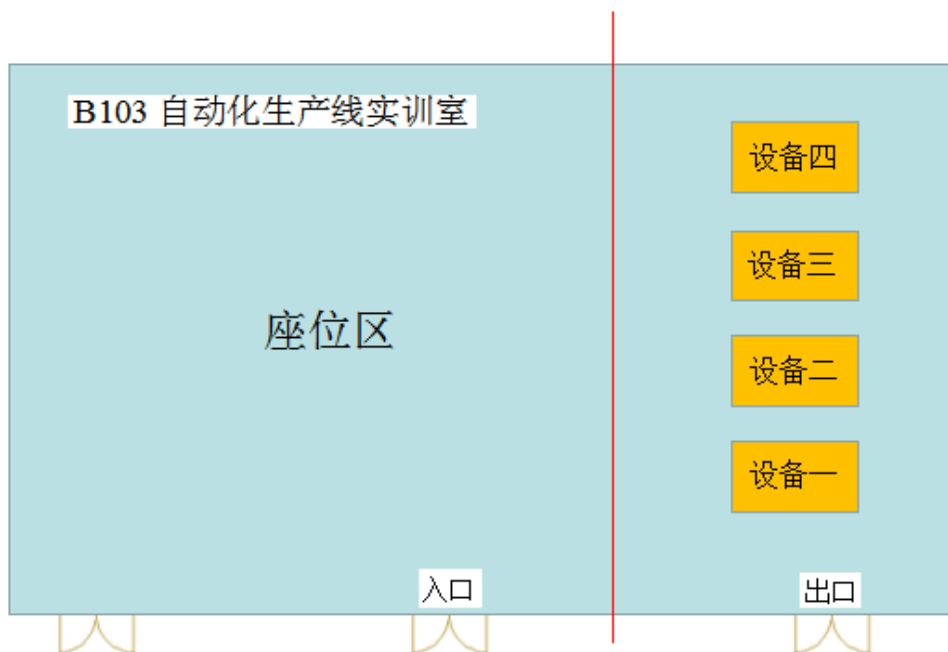 B103 自动化生产线实训室
设备四
设备三
座位区
设备二
设备一
入口
出口